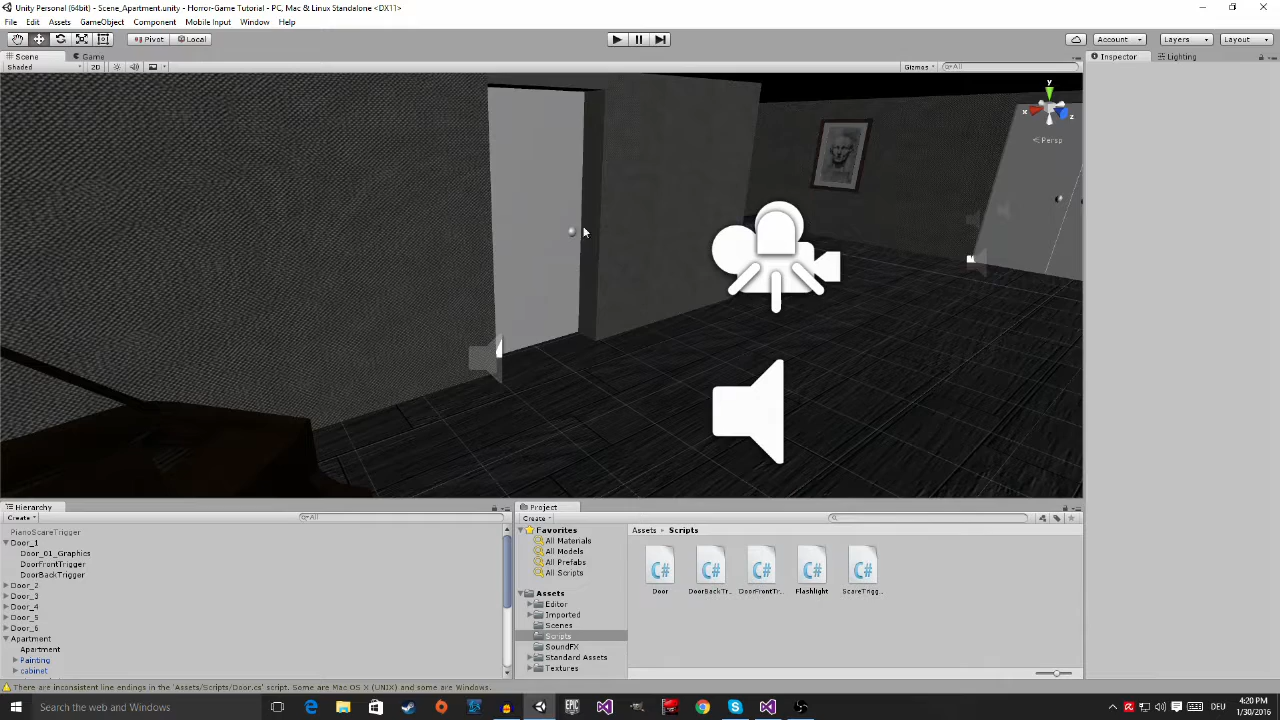 Unity Personal (64bit) - Scene_Apartment.unity - Horror-Game Tutorial - PC, Mac & Linux Standalone <DX11>
File Edit Assets GameObject Component Mobile Input Window Help
Pivot Local Account Layers Layout
Scene Game Inspector Lighting
Shaded 2D Gizmos All
y
x z
Persp
Hierarchy Project
Create All Create
PianoScareTrigger
Door_1
Door_01_Graphics
DoorFrontTrigger
DoorBackTrigger
Door_2
Door_3
Door_4
Door_5
Door_6
Apartment
Apartment
Painting
cabinet
Favorites
All Materials
All Models
All Prefabs
All Scripts
Assets
Editor
Imported
Scenes
Scripts
SoundFX
Standard Assets
Textures
Assets Scripts
C# C# C# C# C#
Door DoorBackTr... DoorFrontTr... Flashlight ScareTrigg...
There are inconsistent line endings in the 'Assets/Scripts/Door.cs' script. Some are Mac OS X (UNIX) and some are Windows.
Search the web and Windows
EPIC
DEU
4:20 PM
1/30/2016